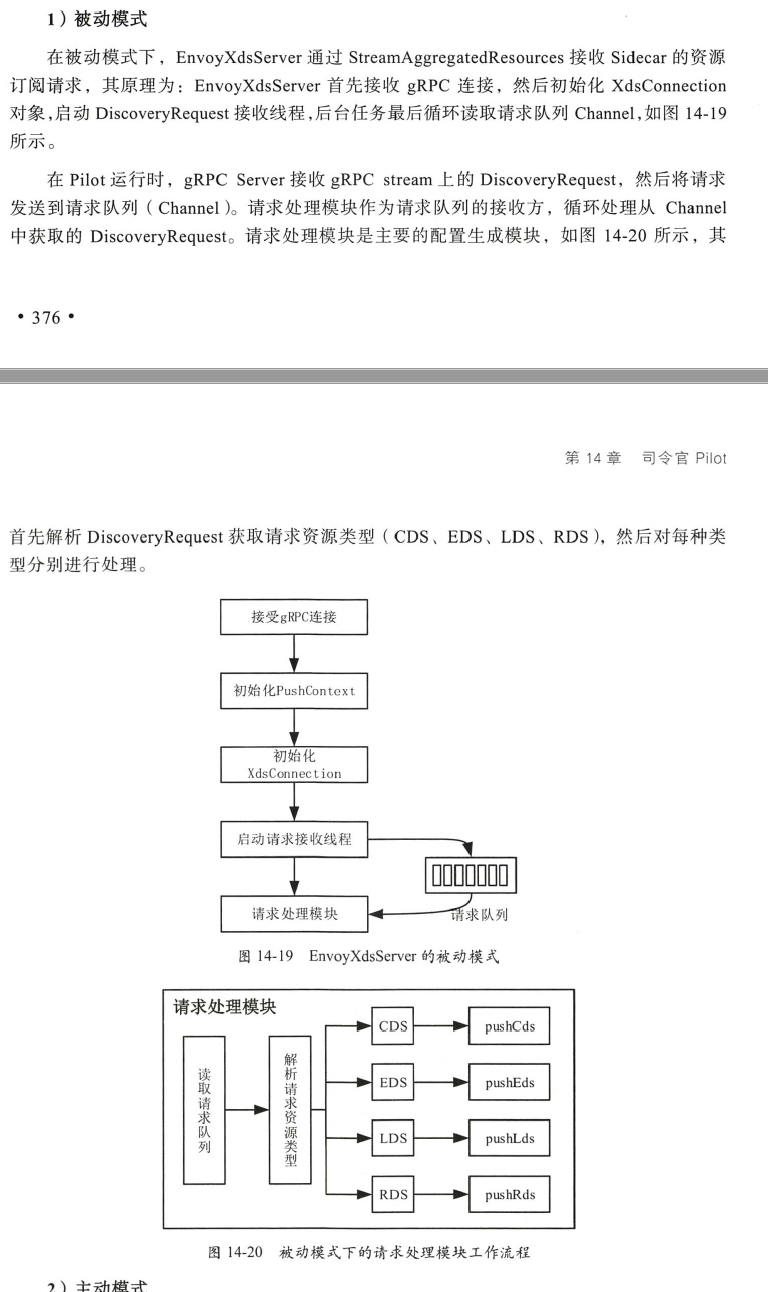 1）被动模式
在被动模式下，EnvoyXdsServer 通过 StreamAggregatedResources 接收 Sidecar 的资源
订阅请求，其原理为：EnvoyXdsServer 首先接收 gRPC 连接，然后初始化 XdsConnection
对象,启动 DiscoveryRequest 接收线程,后台任务最后循环读取请求队列 Channel,如图 14-19
所示。
在 Pilot 运行时，gRPC Server 接收 gRPC stream 上的 DiscoveryRequest，然后将请求
发送到请求队列（Channel）。请求处理模块作为请求队列的接收方，循环处理从 Channel
中获取的 DiscoveryRequest。请求处理模块是主要的配置生成模块，如图 14-20 所示，其
• 376 •
第 14 章 司令官 Pilot
首先解析 DiscoveryRequest 获取请求资源类型（CDS、EDS、LDS、RDS），然后对每种类
型分别进行处理。
接受gRPC连接
初始化PushContext
初始化
XdsConnection
启动请求接收线程
请求处理模块
请求队列
图 14-19 EnvoyXdsServer 的被动模式
请求处理模块
读取请求队列
解析请求资源类型
CDS
pushCds
EDS
pushEds
LDS
pushLds
RDS
pushRds
图 14-20 被动模式下的请求处理模块工作流程
2）主动模式